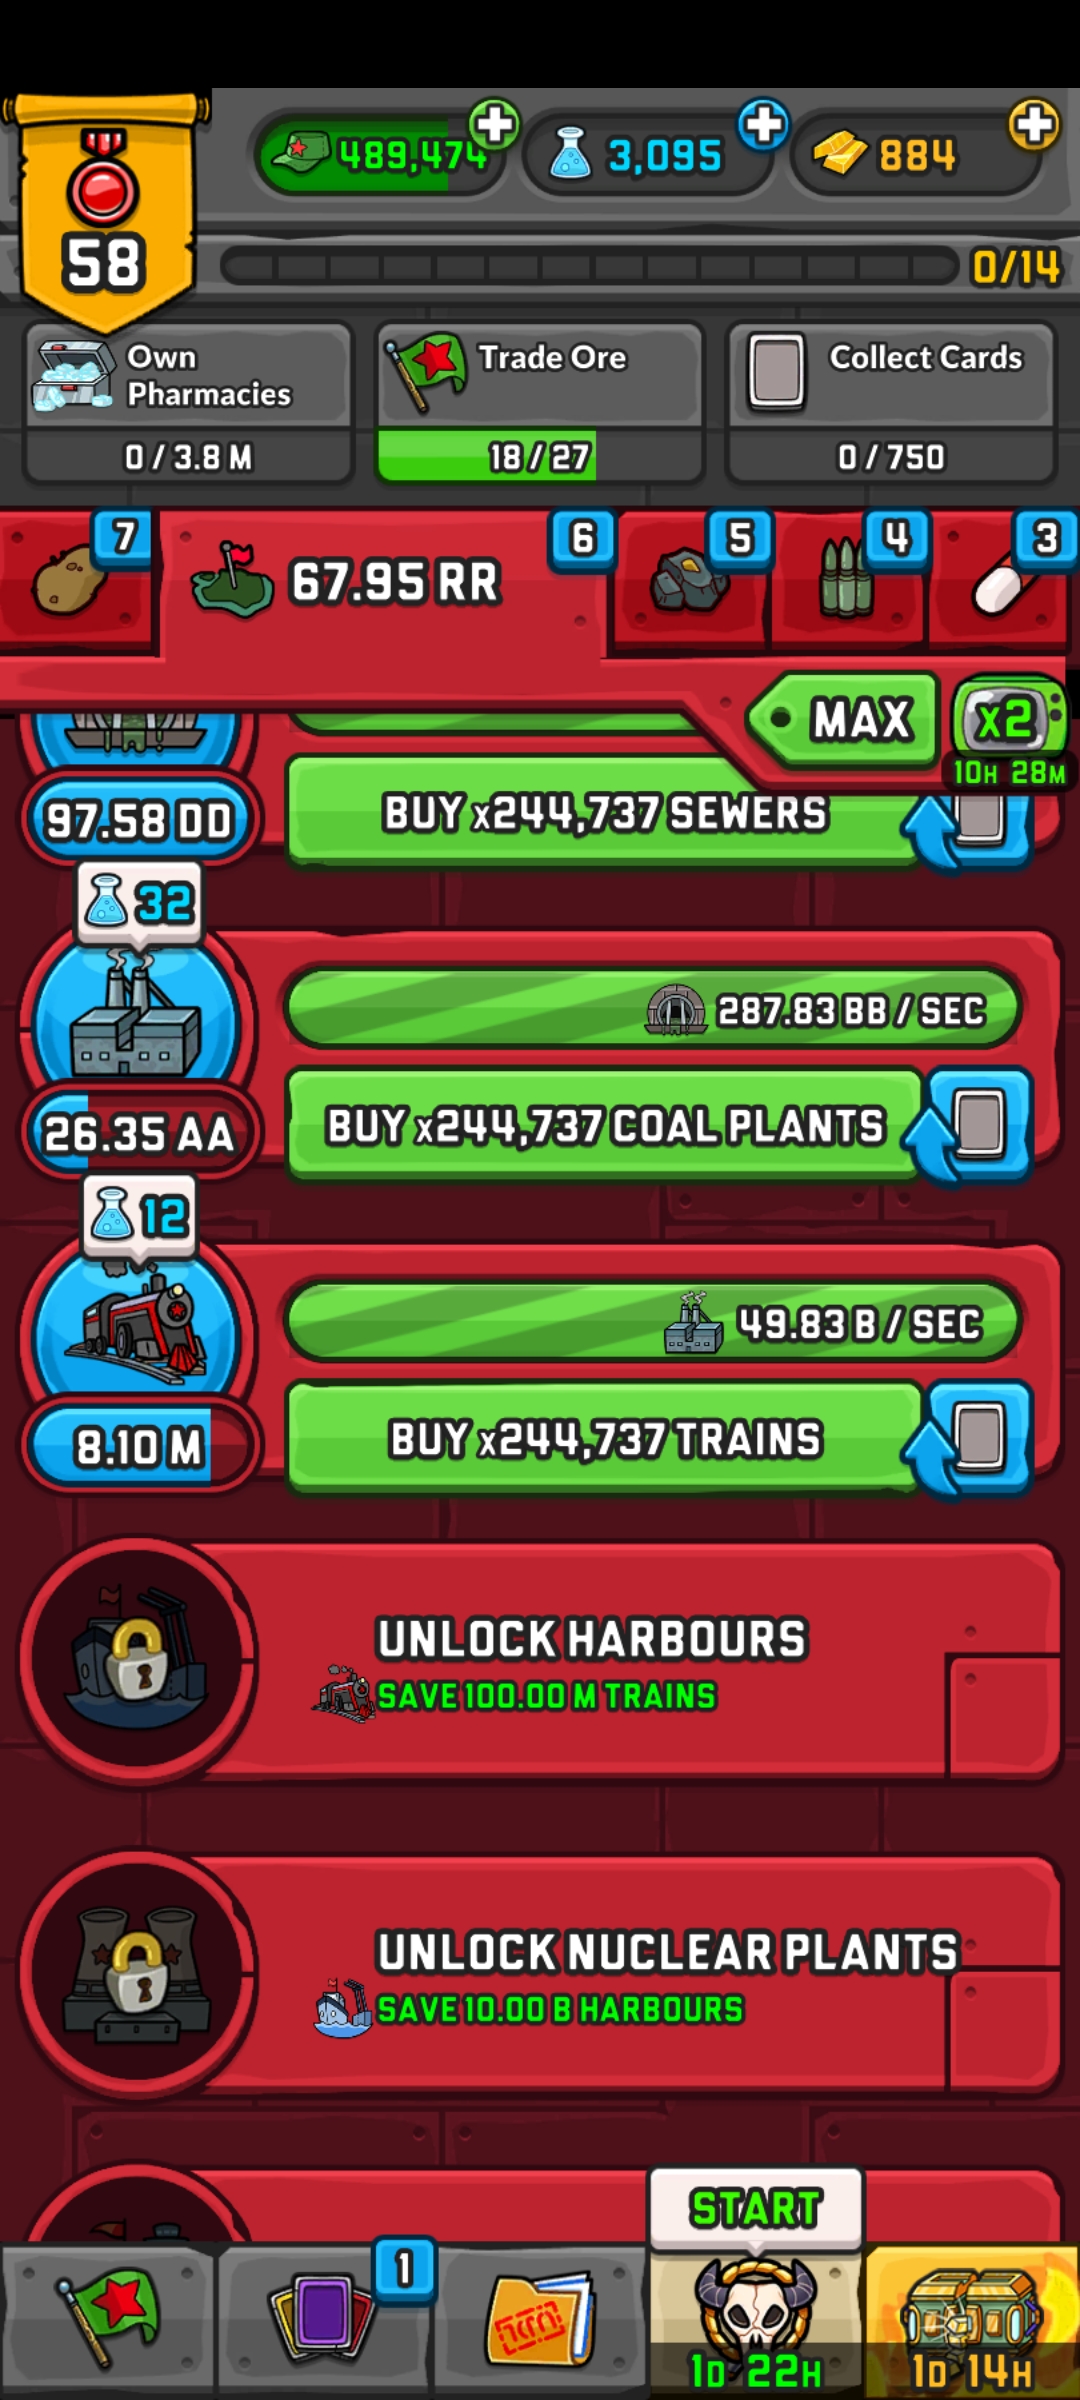 489,474
3,095
884
58
0/14
Own
Pharmacies
0 / 3.8 M
Trade Ore
18 / 27
Collect Cards
0 / 750
7
67.95 RR
6
5
4
3
MAX
x2
10H 28M
97.58 DD
BUY x244,737 SEWERS
32
287.83 BB / SEC
26.35 AA
BUY x244,737 COAL PLANTS
12
49.83 B / SEC
8.10 M
BUY x244,737 TRAINS
UNLOCK HARBOURS
SAVE 100.00 M TRAINS
UNLOCK NUCLEAR PLANTS
SAVE 10.00 B HARBOURS
START
1
1D 22H
1D 14H